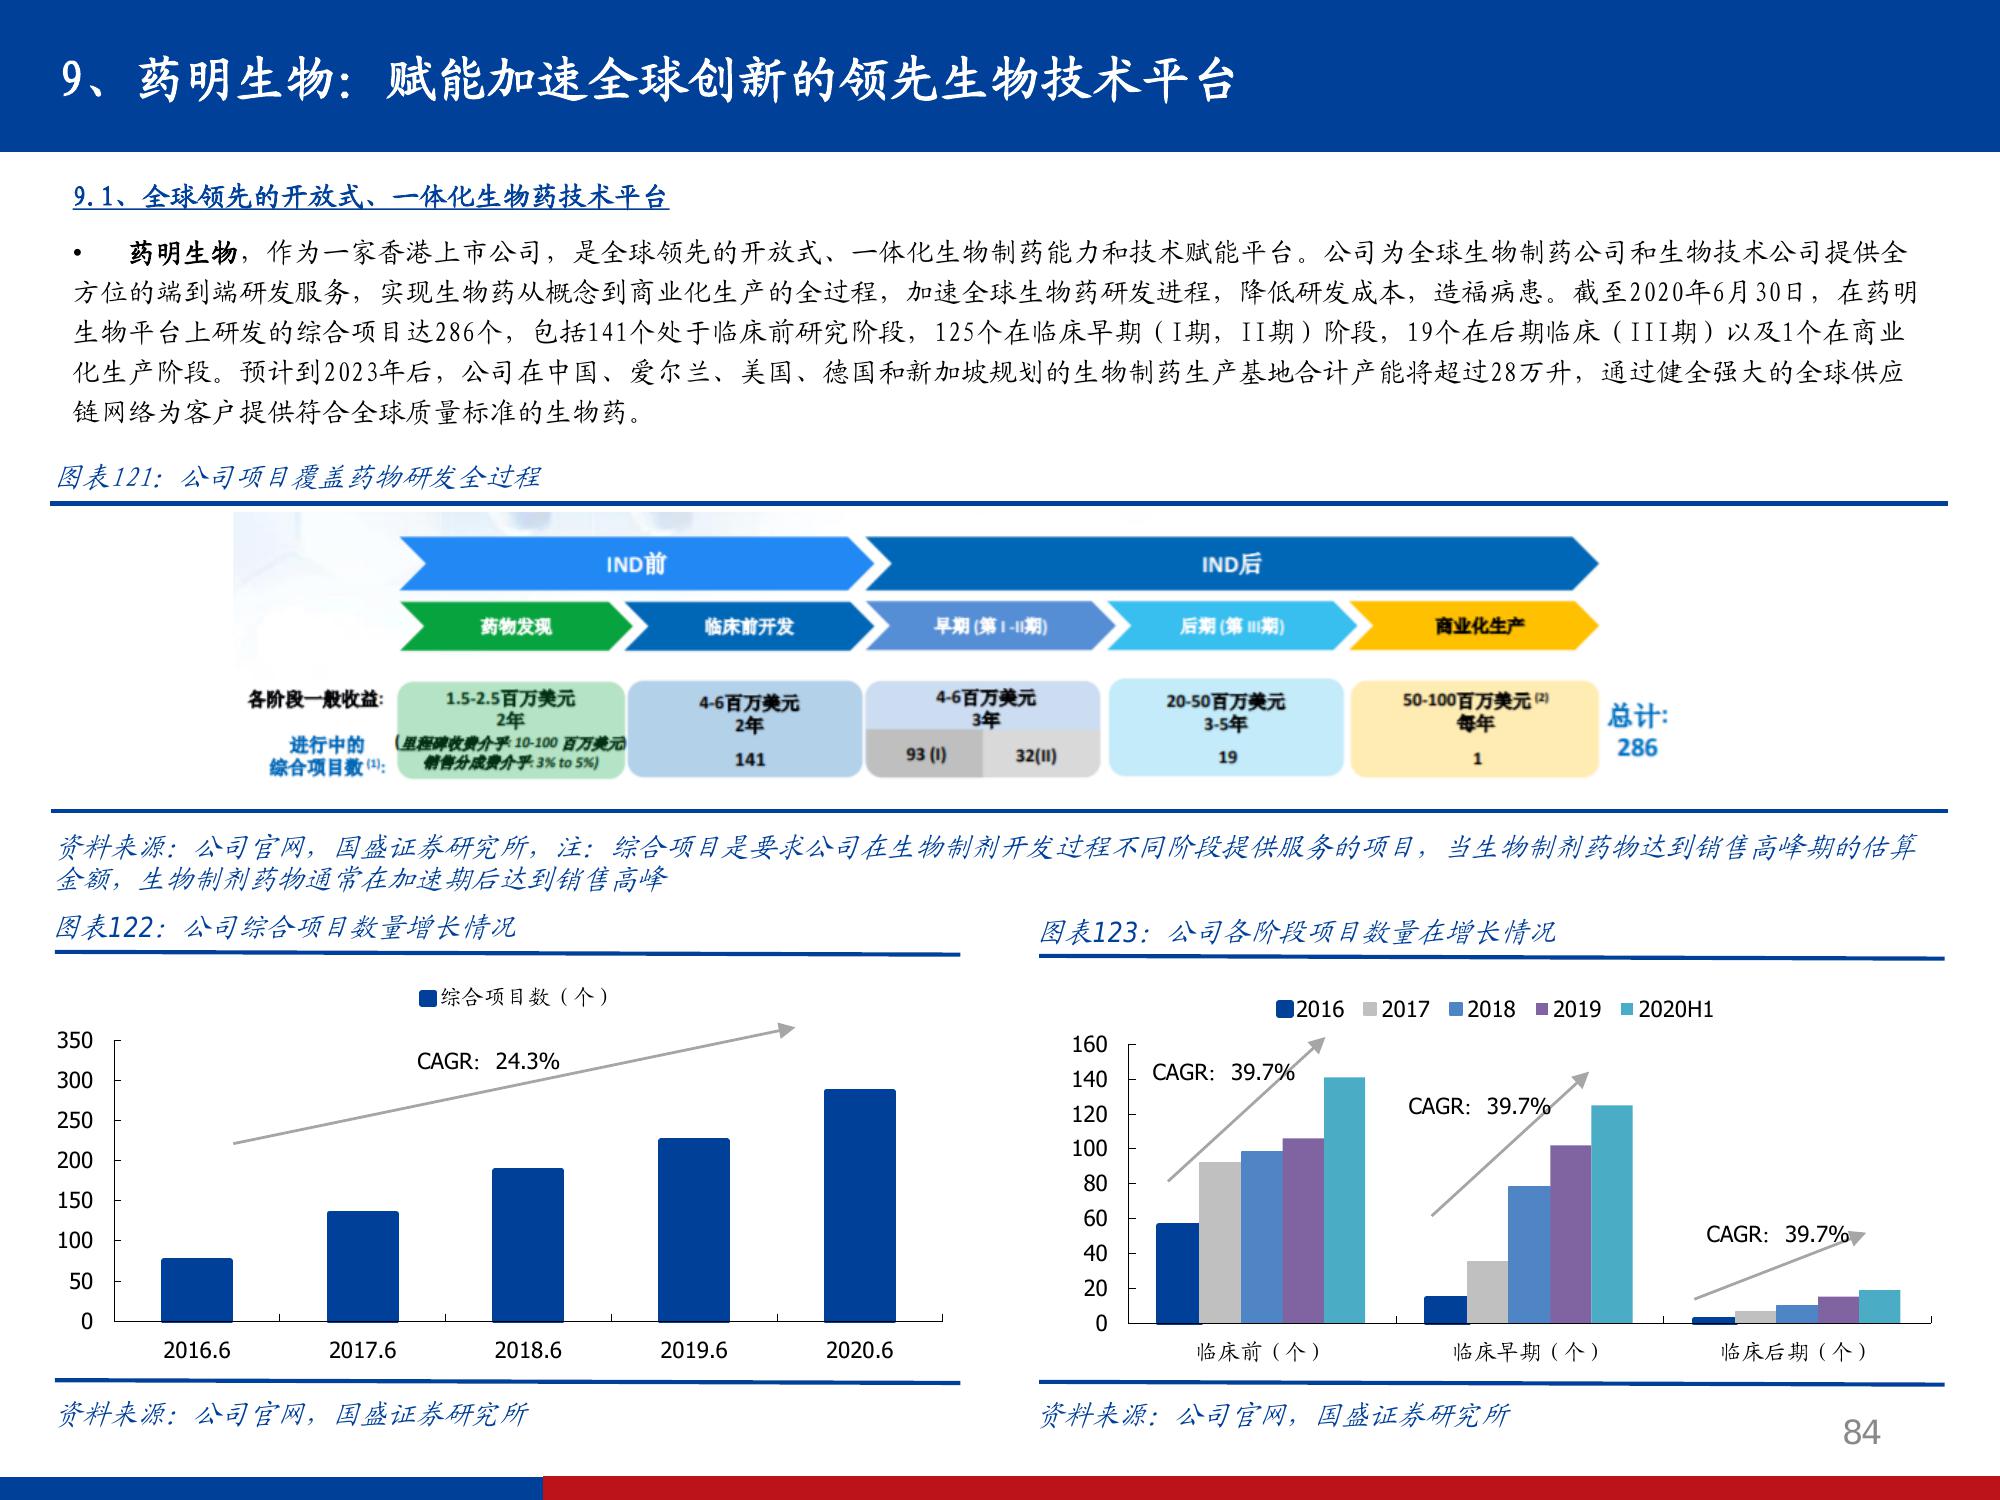 9、药明生物：赋能加速全球创新的领先生物技术平台
9.1、全球领先的开放式、一体化生物药技术平台
• 药明生物，作为一家香港上市公司，是全球领先的开放式、一体化生物制药能力和技术赋能平台。公司为全球生物制药公司和生物技术公司提供全
方位的端到端研发服务，实现生物药从概念到商业化生产的全过程，加速全球生物药研发进程，降低研发成本，造福病患。截至2020年6月30日，在药明
生物平台上研发的综合项目达286个，包括141个处于临床前研究阶段，125个在临床早期（I期，II期）阶段，19个在后期临床（III期）以及1个在商业
化生产阶段。预计到2023年后，公司在中国、爱尔兰、美国、德国和新加坡规划的生物制药生产基地合计产能将超过28万升，通过健全强大的全球供应
链网络为客户提供符合全球质量标准的生物药。
图表121：公司项目覆盖药物研发全过程
IND前 IND后
药物发现 临床前开发 早期 (第 I -II期) 后期 (第 III期) 商业化生产
各阶段一般收益:
1.5-2.5百万美元
2年
(里程碑收费介乎: 10-100 百万美元
销售分成费介乎: 3% to 5%)
4-6百万美元
2年
4-6百万美元
3年
20-50百万美元
3-5年
50-100百万美元 (2)
每年
进行中的
综合项目数 (1):
141
93 (I) 32(II)
19
1
总计:
286
资料来源：公司官网，国盛证券研究所，注：综合项目是要求公司在生物制剂开发过程不同阶段提供服务的项目，当生物制剂药物达到销售高峰期的估算
金额，生物制剂药物通常在加速期后达到销售高峰
图表122：公司综合项目数量增长情况
综合项目数（个）
CAGR: 24.3%
350
300
250
200
150
100
50
0
2016.6 2017.6 2018.6 2019.6 2020.6
资料来源：公司官网，国盛证券研究所
图表123：公司各阶段项目数量在增长情况
2016 2017 2018 2019 2020H1
160
140
120
100
80
60
40
20
0
CAGR: 39.7%
CAGR: 39.7%
CAGR: 39.7%
临床前（个） 临床早期（个） 临床后期（个）
资料来源：公司官网，国盛证券研究所
84